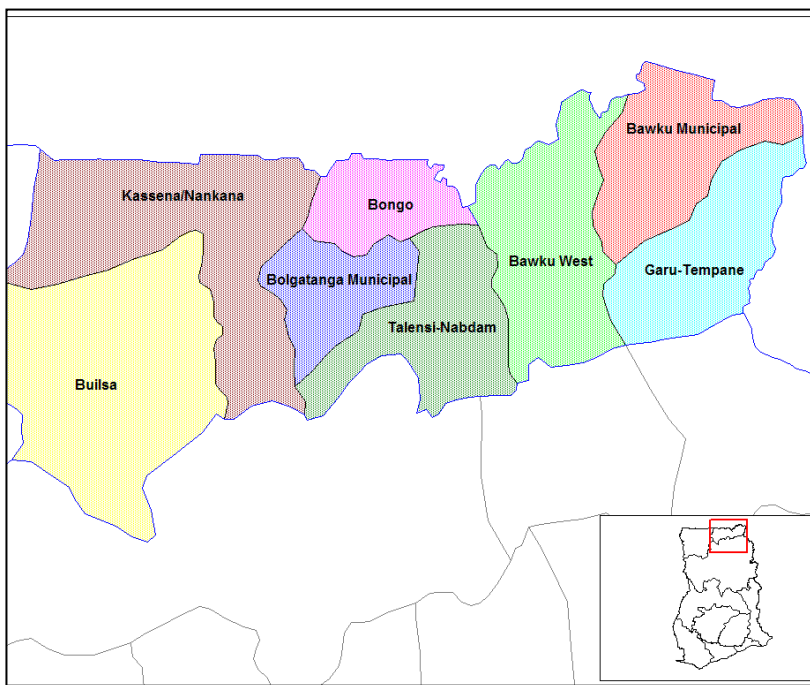 Bawku Municipal
Kassena/Nankana
Bongo
Bawku West
Garu-Tempane
Bolgatanga Municipal
Talensi-Nabdam
Builsa